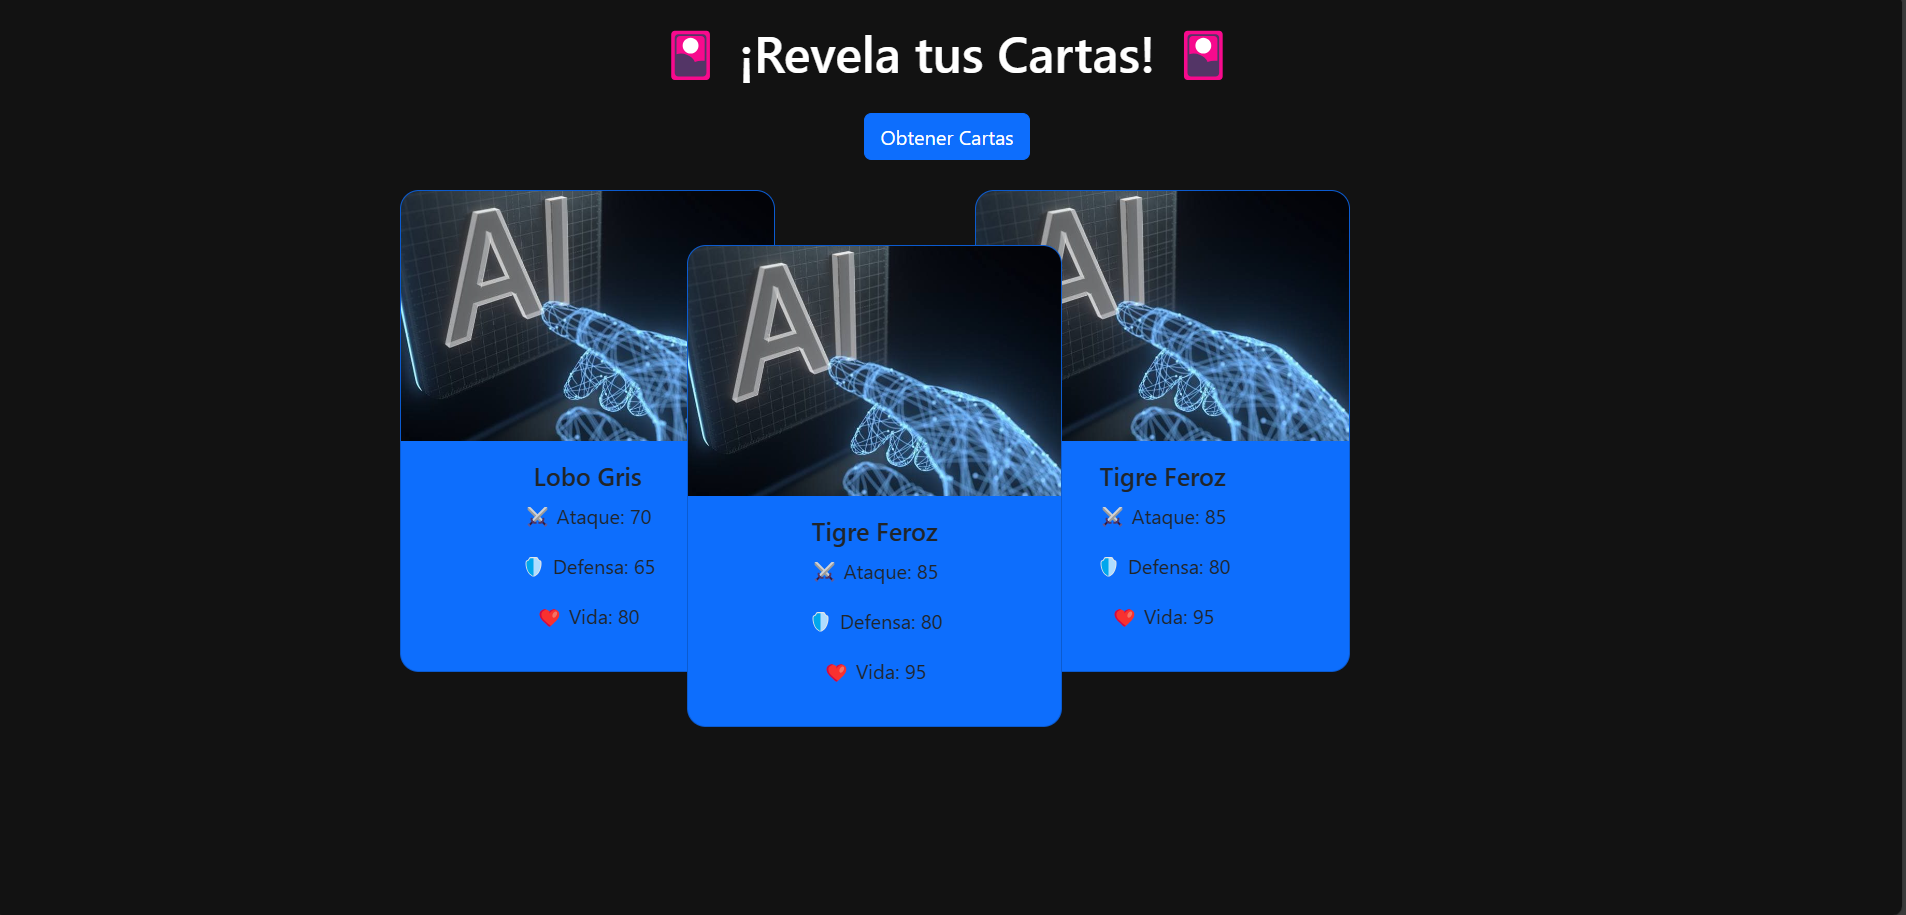 ¡Revela tus Cartas!
Obtener Cartas
AI
Lobo Gris
Ataque: 70
Defensa: 65
Vida: 80
AI
Tigre Feroz
Ataque: 85
Defensa: 80
Vida: 95
AI
Tigre Feroz
Ataque: 85
Defensa: 80
Vida: 95